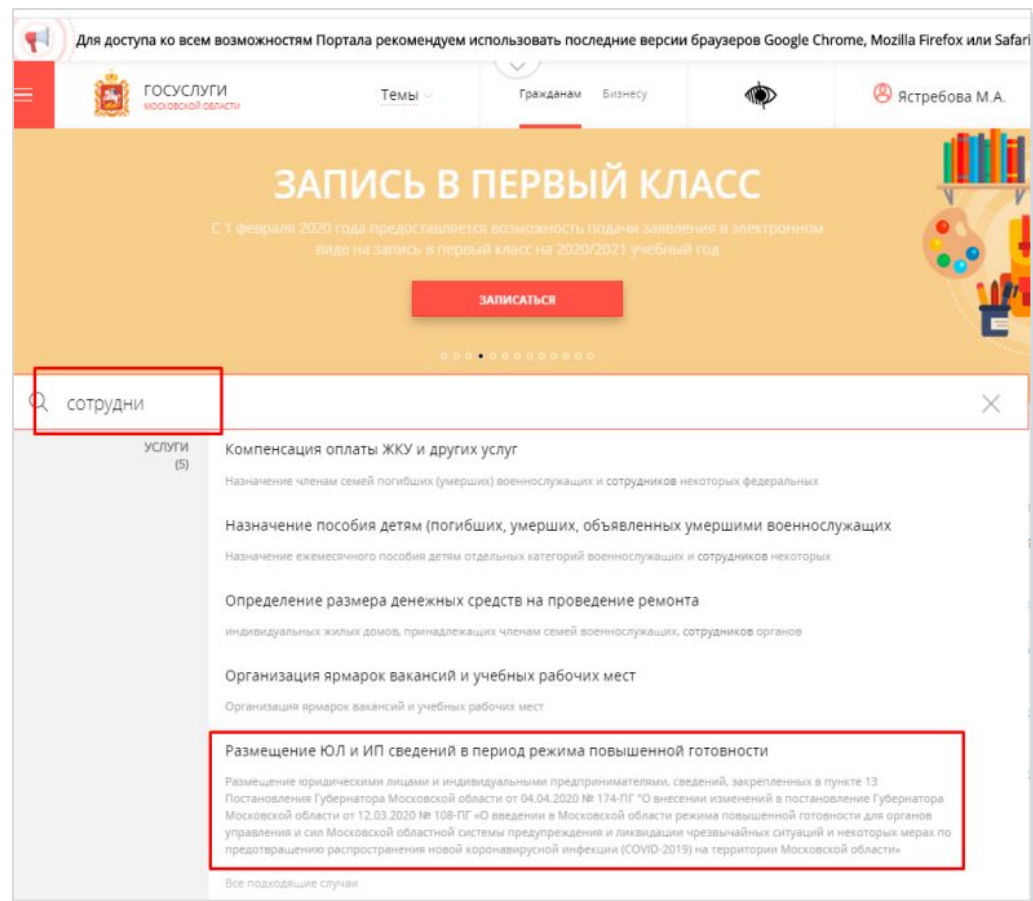 Для доступа ко всем возможностям Портала рекомендуем использовать последние версии браузеров Google Chrome, Mozilla Firefox или Safari
ГОСУСЛУГИ
МОСКОВСКОЙ ОБЛАСТИ
Темы
Гражданам
Бизнесу
Ястребова М.А.
ЗАПИСЬ В ПЕРВЫЙ КЛАСС
С 1 февраля 2020 года предоставляется возможность подачи заявления в электронном
виде на запись в первый класс на 2020/2021 учебный год
ЗАПИСАТЬСЯ
сотрудни
УСЛУГИ
(5)
Компенсация оплаты ЖКУ и других услуг
Назначение членам семей погибших (умерших) военнослужащих и сотрудников некоторых федеральных
Назначение пособия детям (погибших, умерших, объявленных умершими военнослужащих
Назначение ежемесячного пособия детям отдельных категорий военнослужащих и сотрудников некоторых
Определение размера денежных средств на проведение ремонта
индивидуальных жилых домов, принадлежащих членам семей военнослужащих, сотрудников органов
Организация ярмарок вакансий и учебных рабочих мест
Организация ярмарок вакансий и учебных рабочих мест
Размещение ЮЛ и ИП сведений в период режима повышенной готовности
Размещение юридическими лицами и индивидуальными предпринимателями, сведений, закрепленных в пункте 13
Постановления Губернатора Московской области от 04.04.2020 № 174-ПГ "О внесении изменений в постановление Губернатора
Московской области от 12.03.2020 № 108-ПГ «О введении в Московской области режима повышенной готовности для органов
управления и сил Московской областной системы предупреждения и ликвидации чрезвычайных ситуаций и некоторых мерах по
предотвращению распространения новой коронавирусной инфекции (COVID-2019) на территории Московской области»
Все подходящие случаи